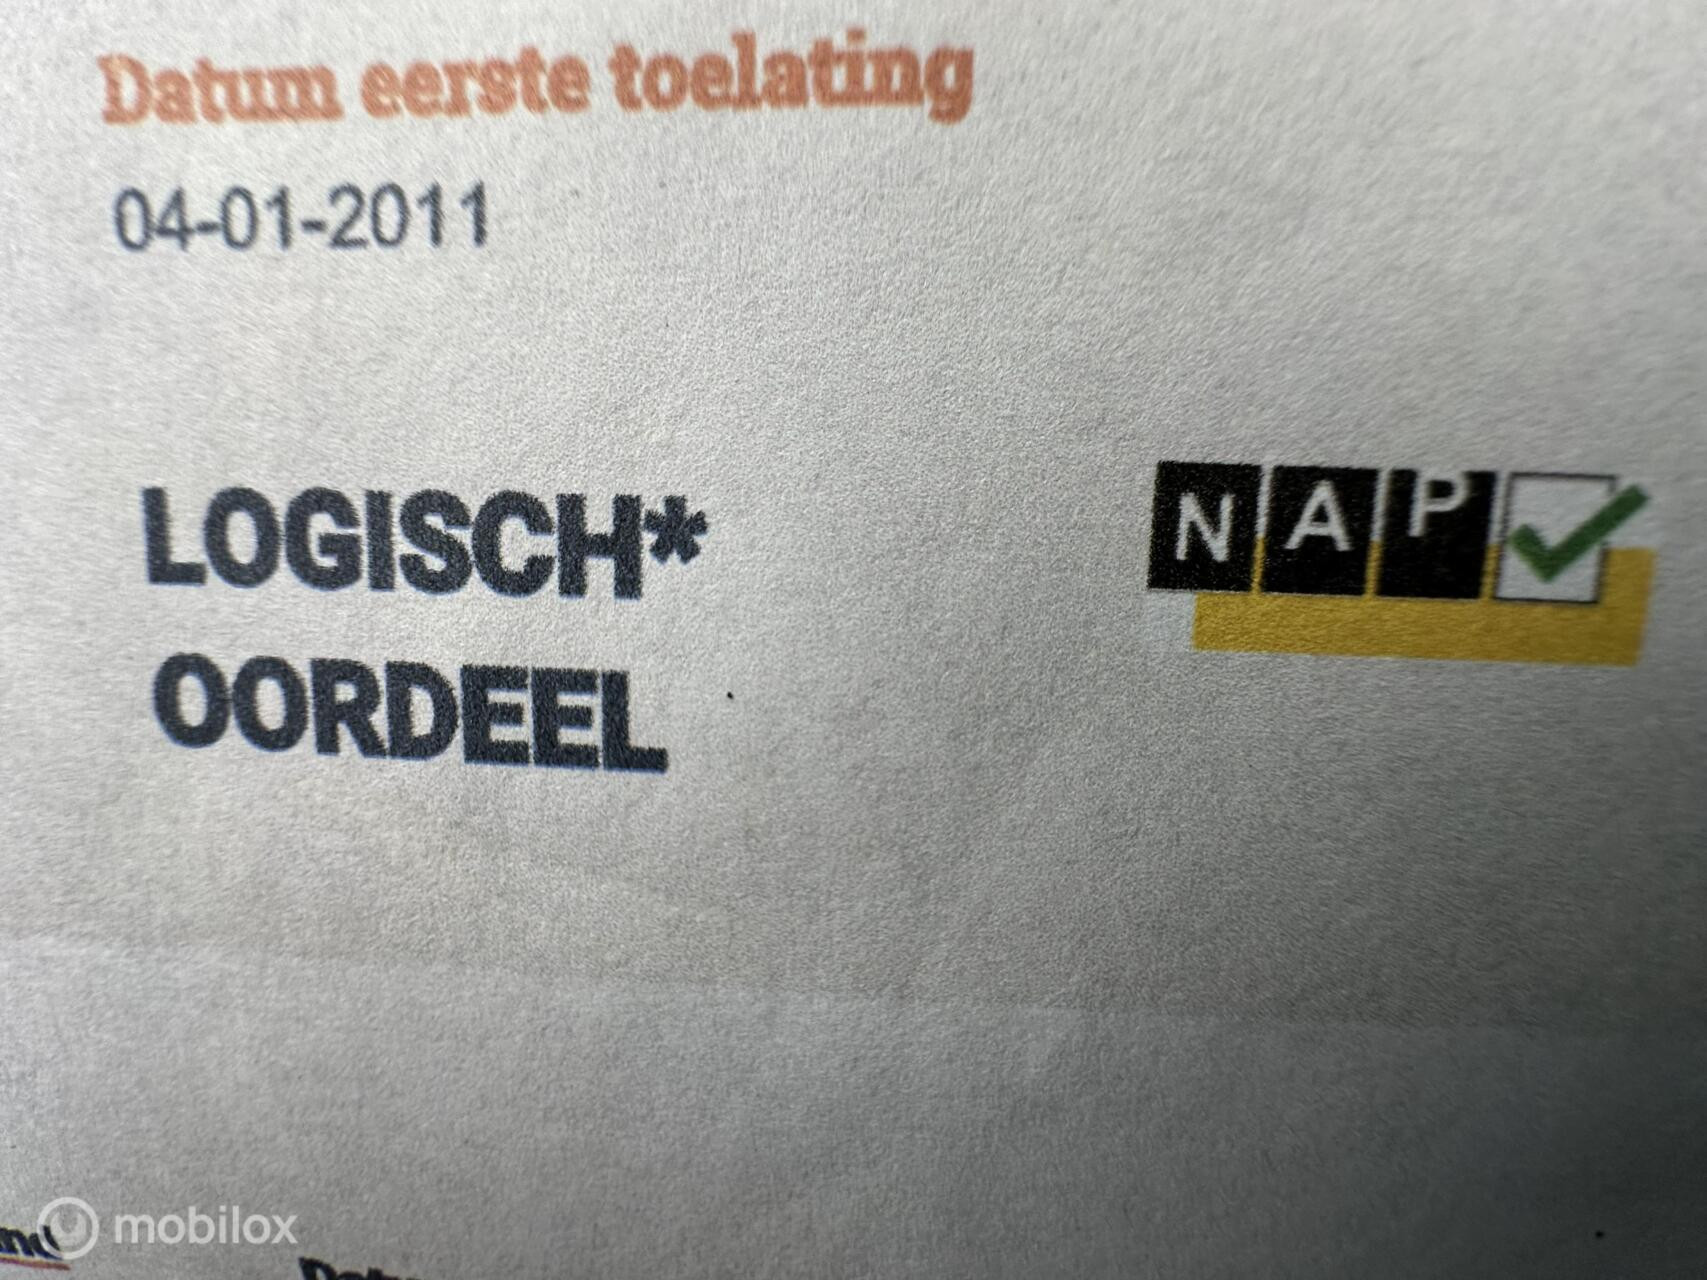 Datum eerste toelating
04-01-2011
LOGISCH*
NAP
OORDEEL
mobilox